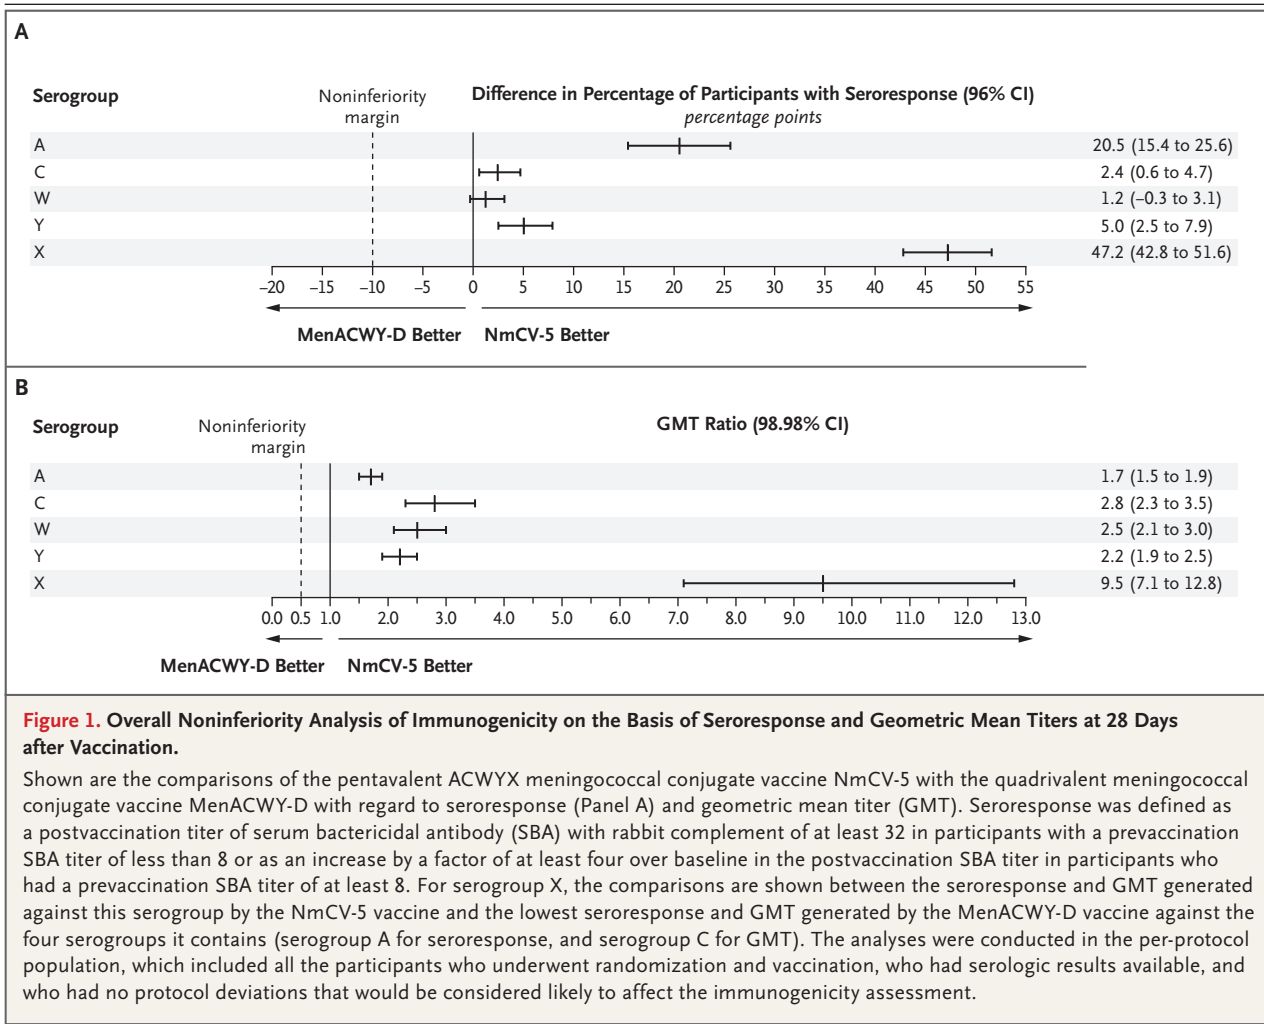 A
Serogroup
Noninferiority
margin
Difference in Percentage of Participants with Seroresponse (96% CI)
percentage points
A 20.5 (15.4 to 25.6)
C 2.4 (0.6 to 4.7)
W 1.2 (–0.3 to 3.1)
Y 5.0 (2.5 to 7.9)
X 47.2 (42.8 to 51.6)
–20 –15 –10 –5 0 5 10 15 20 25 30 35 40 45 50 55
MenACWY-D Better NmCV-5 Better
B
Serogroup
Noninferiority
margin
GMT Ratio (98.98% CI)
A 1.7 (1.5 to 1.9)
C 2.8 (2.3 to 3.5)
W 2.5 (2.1 to 3.0)
Y 2.2 (1.9 to 2.5)
X 9.5 (7.1 to 12.8)
0.0 0.5 1.0 2.0 3.0 4.0 5.0 6.0 7.0 8.0 9.0 10.0 11.0 12.0 13.0
MenACWY-D Better NmCV-5 Better
Figure 1. Overall Noninferiority Analysis of Immunogenicity on the Basis of Seroresponse and Geometric Mean Titers at 28 Days
after Vaccination.
Shown are the comparisons of the pentavalent ACWYX meningococcal conjugate vaccine NmCV-5 with the quadrivalent meningococcal
conjugate vaccine MenACWY-D with regard to seroresponse (Panel A) and geometric mean titer (GMT). Seroresponse was defined as
a postvaccination titer of serum bactericidal antibody (SBA) with rabbit complement of at least 32 in participants with a prevaccination
SBA titer of less than 8 or as an increase by a factor of at least four over baseline in the postvaccination SBA titer in participants who
had a prevaccination SBA titer of at least 8. For serogroup X, the comparisons are shown between the seroresponse and GMT generated
against this serogroup by the NmCV-5 vaccine and the lowest seroresponse and GMT generated by the MenACWY-D vaccine against the
four serogroups it contains (serogroup A for seroresponse, and serogroup C for GMT). The analyses were conducted in the per-protocol
population, which included all the participants who underwent randomization and vaccination, who had serologic results available, and
who had no protocol deviations that would be considered likely to affect the immunogenicity assessment.